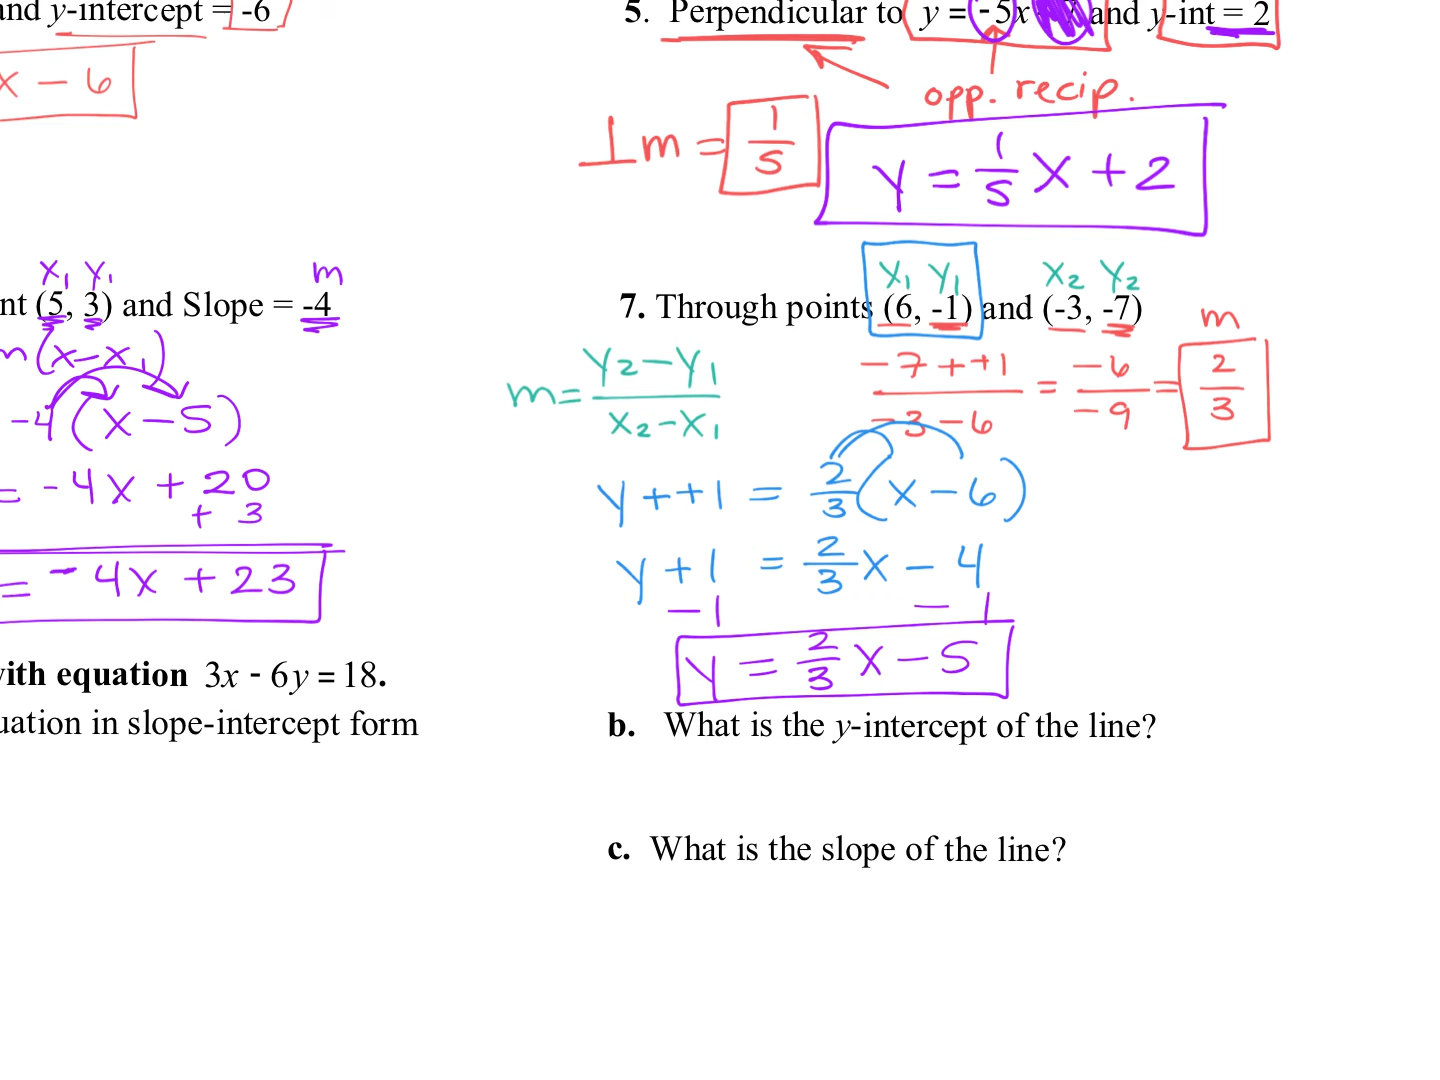 and y-intercept = -6
x - 6
5. Perpendicular to y = -5x and y-int = 2
opp. recip.
⊥m = 1/5
y = 1/5 x + 2
x₁ y₁ m
nt (5, 3) and Slope = -4
m(x-x₁)
-4(x-5)
= -4x + 20
+ 3
= -4x + 23
x₁ y₁ x₂ y₂
7. Through points (6, -1) and (-3, -7)
m = y₂-y₁ / x₂-x₁
-7++1 / -3-6 = -6 / -9 = 2/3
m
y++1 = 2/3(x-6)
y+1 = 2/3 x - 4
-1 -1
y = 2/3 x - 5
with equation 3x - 6y = 18.
uation in slope-intercept form
b. What is the y-intercept of the line?
c. What is the slope of the line?